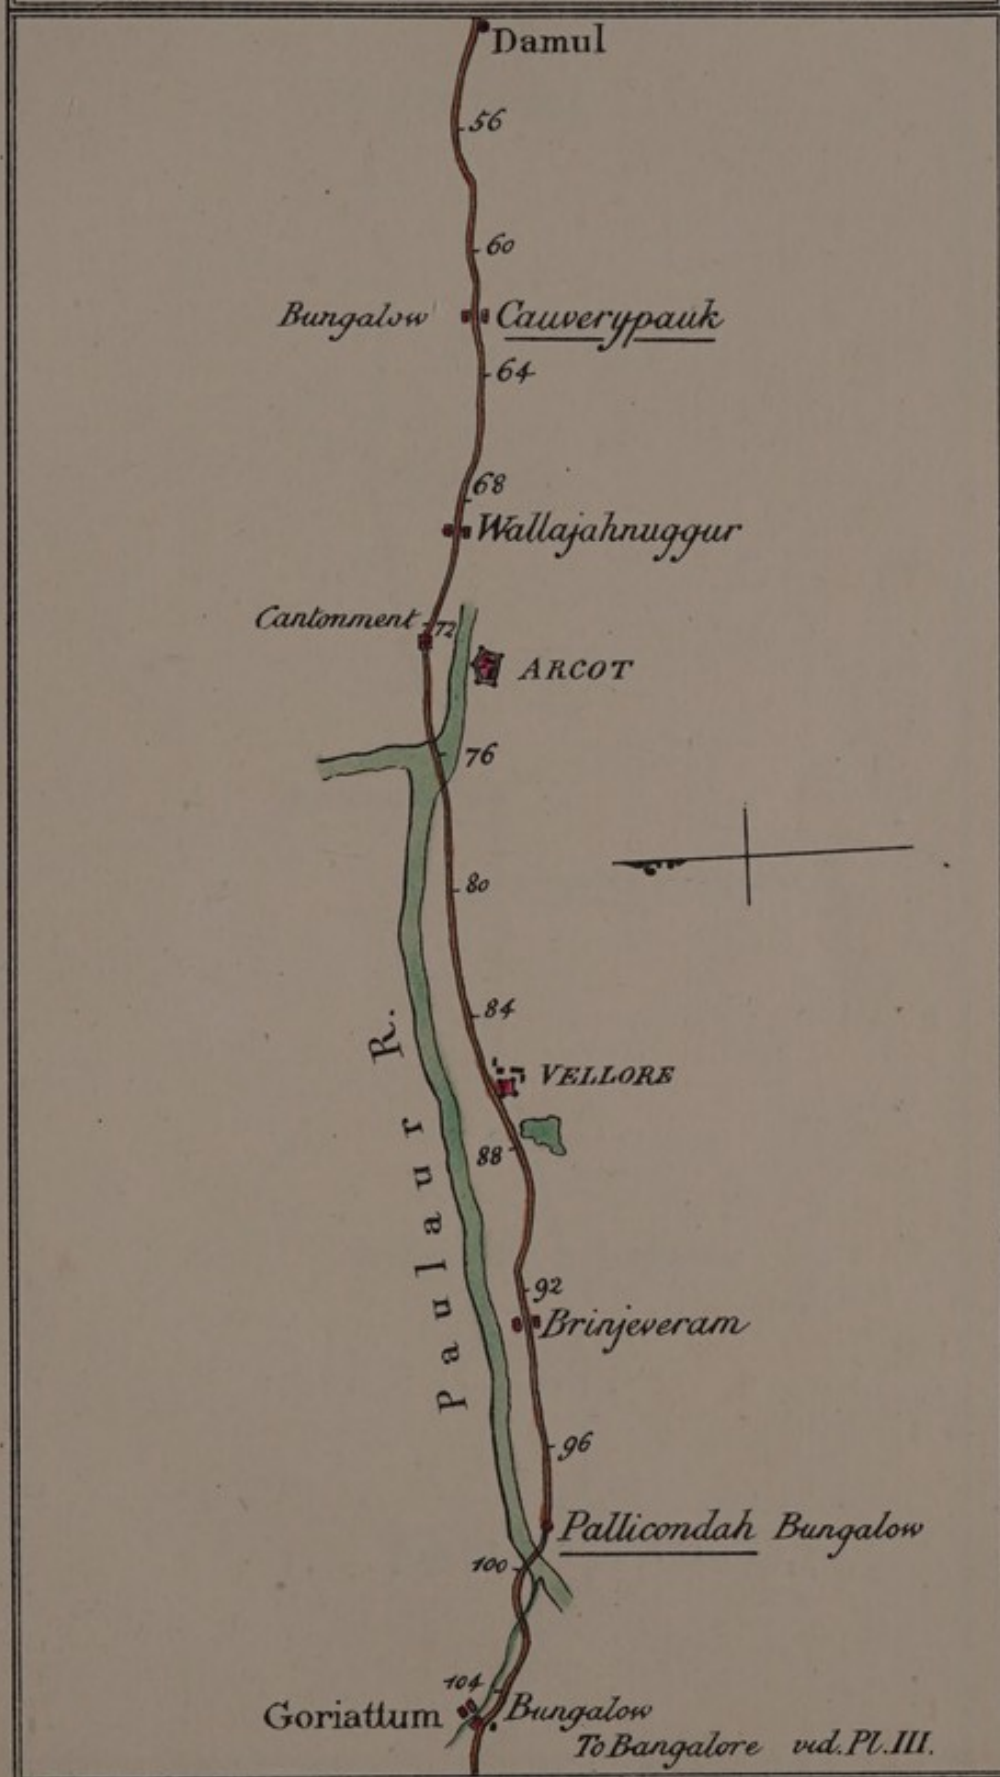 Damul
56
60
Bungalow Cauverypauk
64
68
Wallajahnuggur
Cantonment 72
ARCOT
76
80
84
Paulaur R.
VELLORE
88
92
Brinjeveram
96
Pallicondah Bungalow
100
104
Goriattum Bungalow
To Bangalore vid. Pl. III.